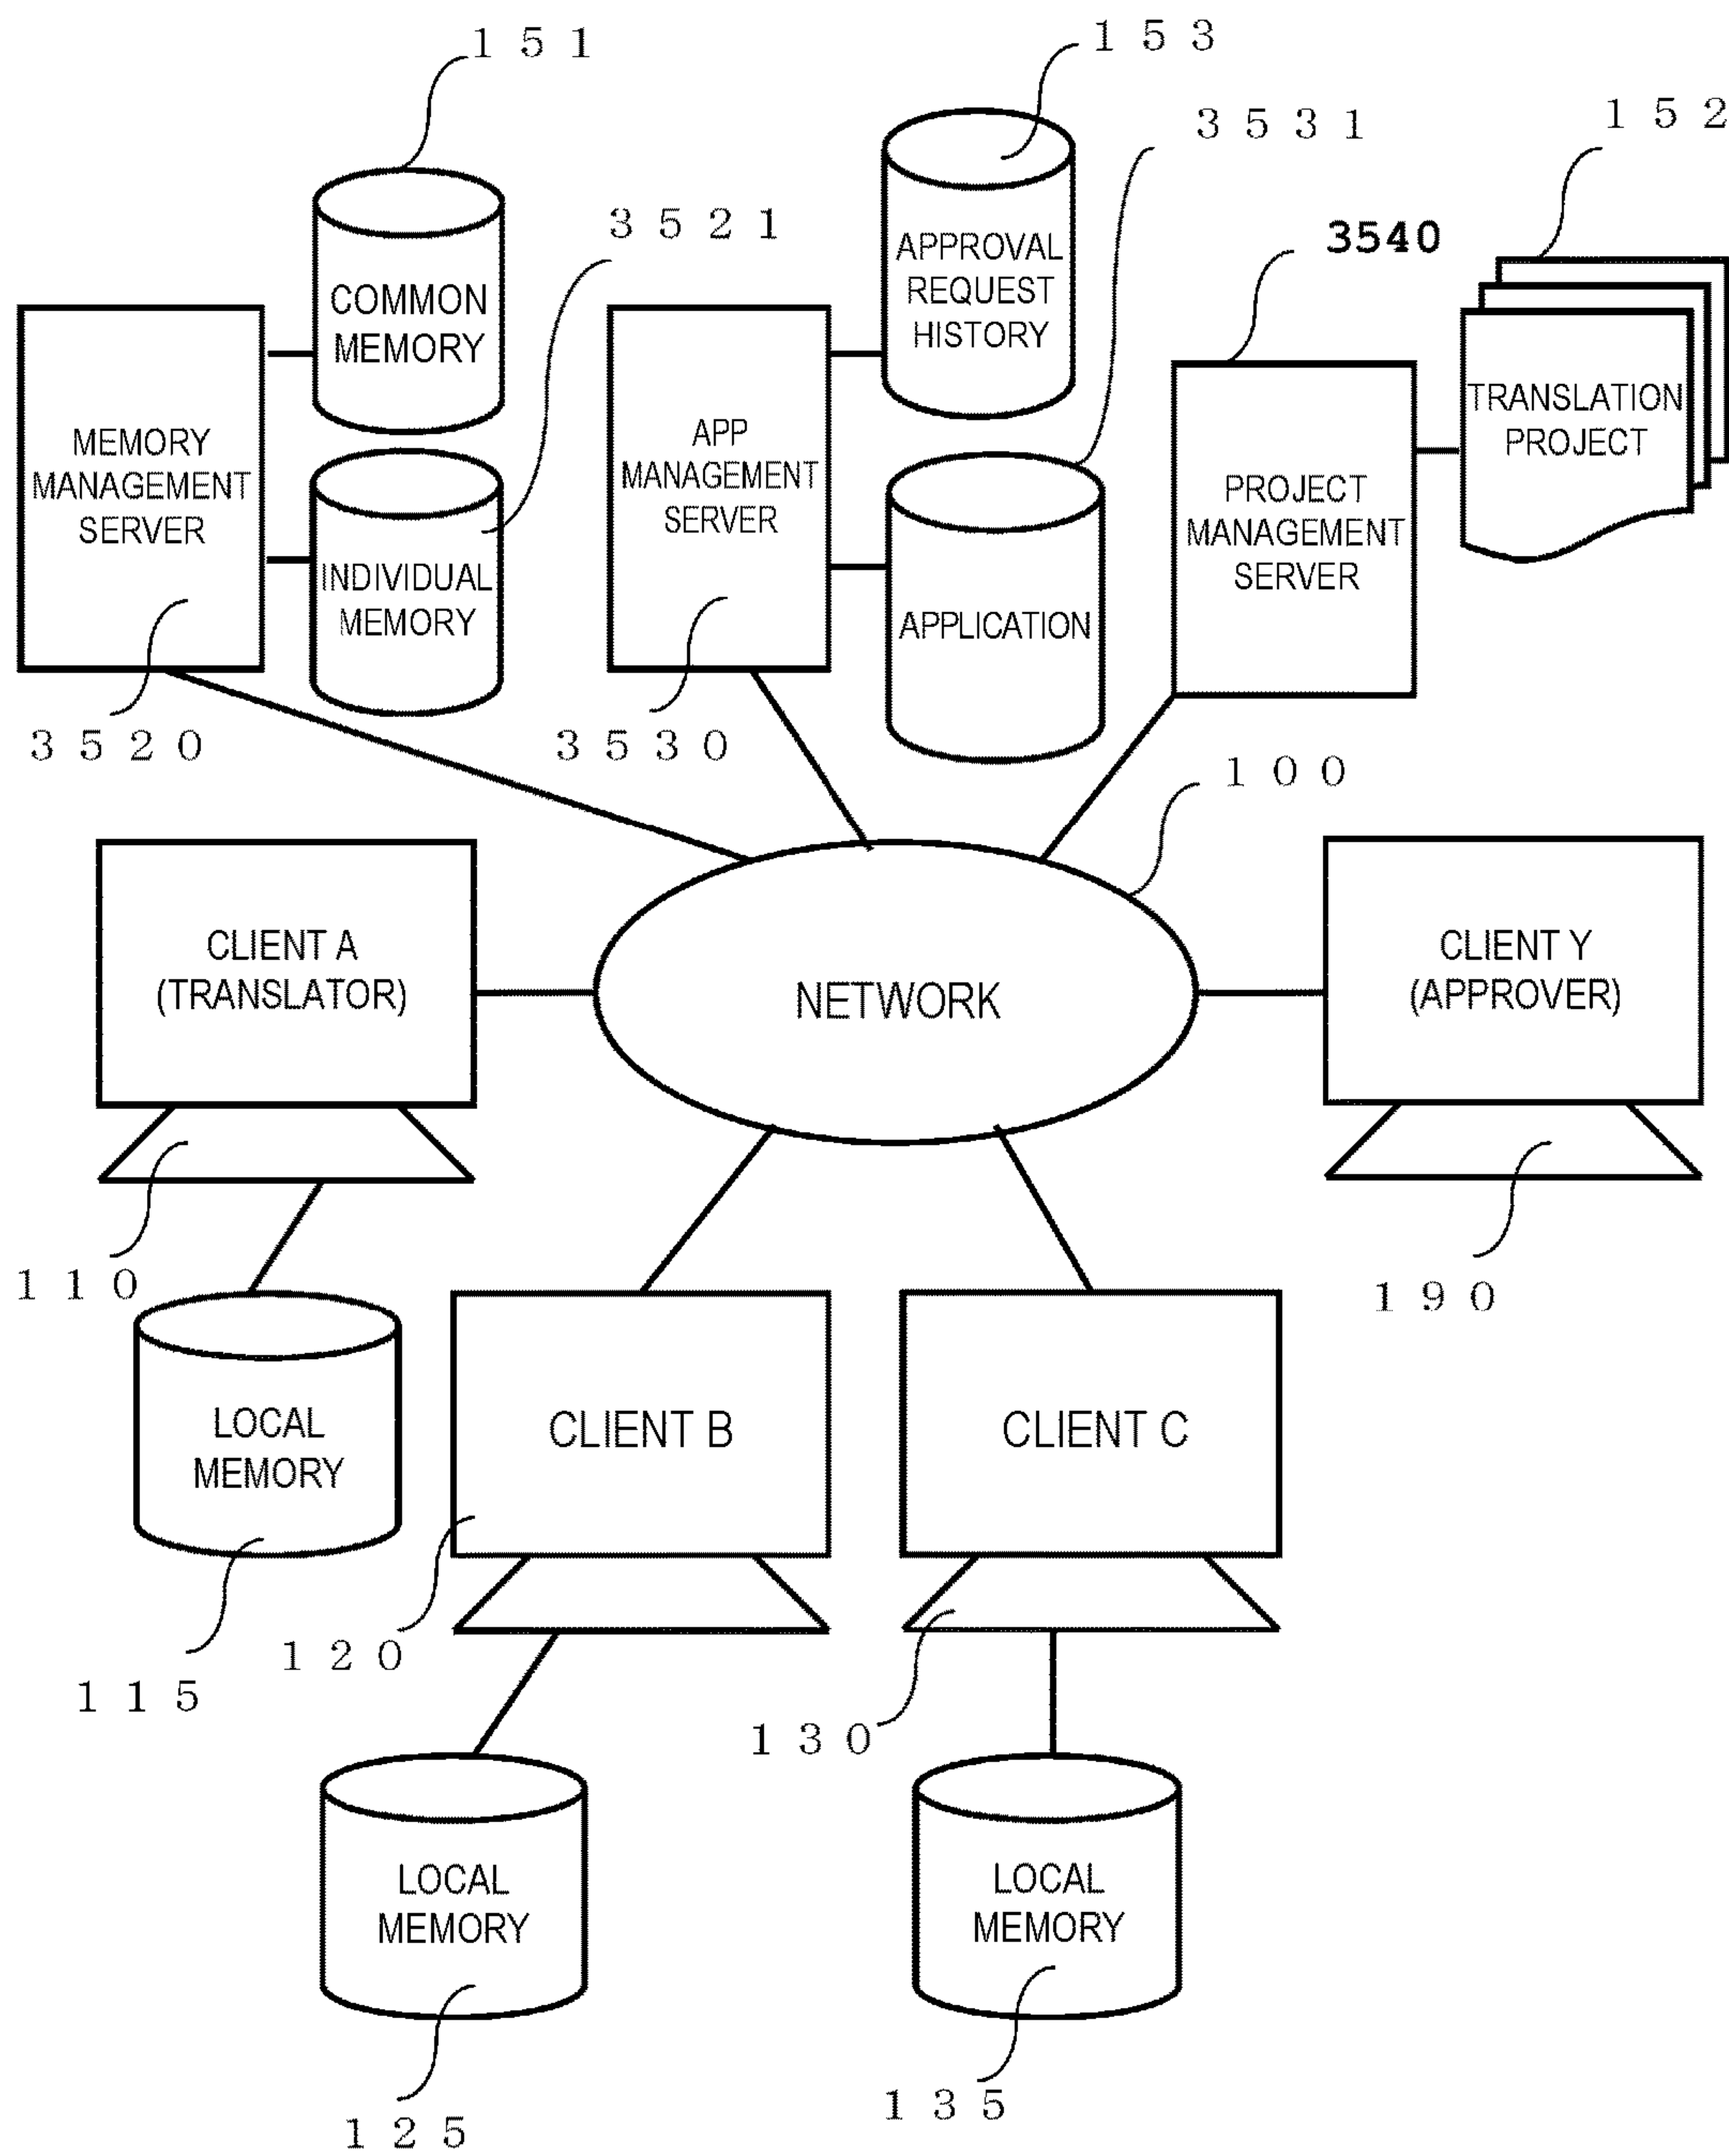 151
153
3531
152
3521
3540
COMMON
MEMORY
APPROVAL
REQUEST
HISTORY
TRANSLATION
PROJECT
MEMORY
MANAGEMENT
SERVER
APP
MANAGEMENT
SERVER
PROJECT
MANAGEMENT
SERVER
INDIVIDUAL
MEMORY
APPLICATION
3520
3530
100
CLIENT A
(TRANSLATOR)
NETWORK
CLIENT Y
(APPROVER)
110
190
LOCAL
MEMORY
CLIENT B
CLIENT C
115
120
130
LOCAL
MEMORY
LOCAL
MEMORY
125
135